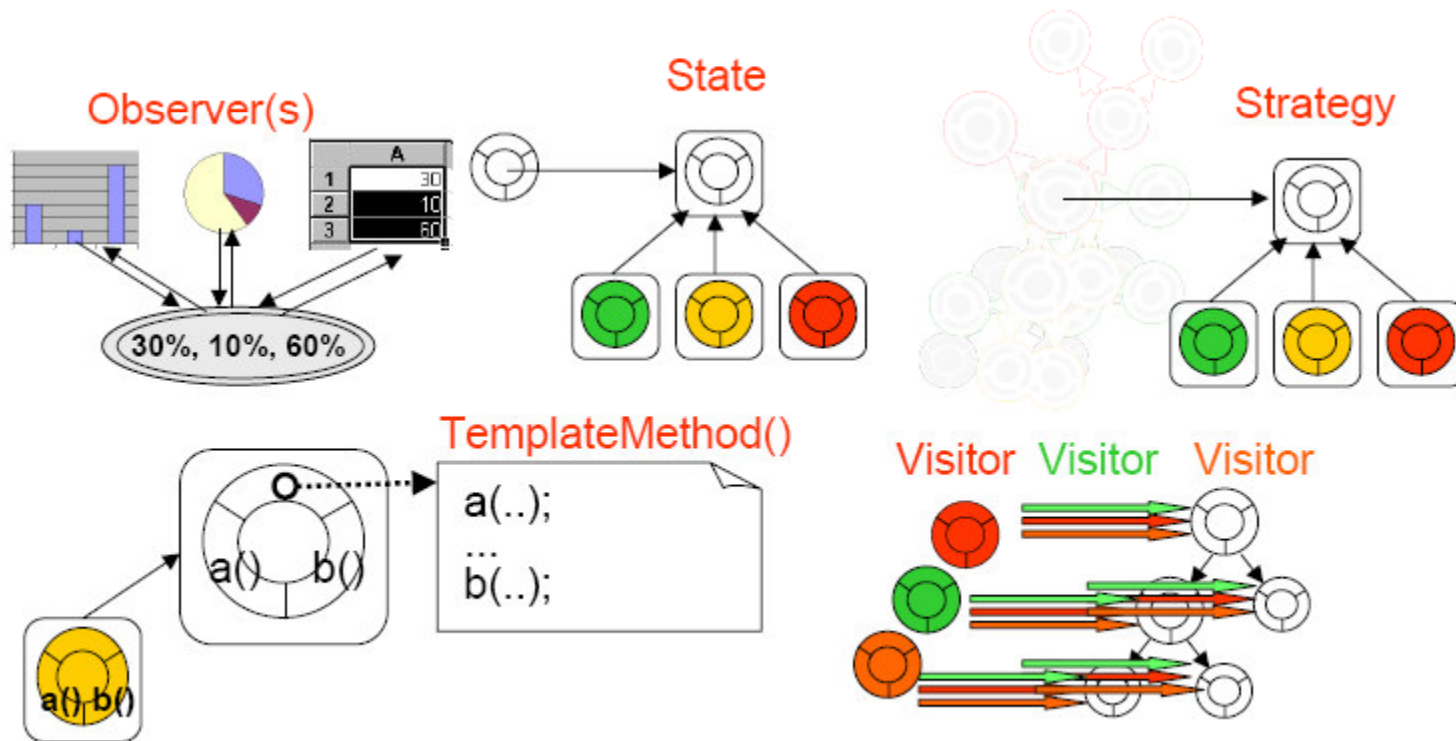 Observer(s)
State
Strategy
A
1 30
2 10
3 60
30%, 10%, 60%
TemplateMethod()
a(..);
...
b(..);
a() b()
a() b()
Visitor Visitor Visitor